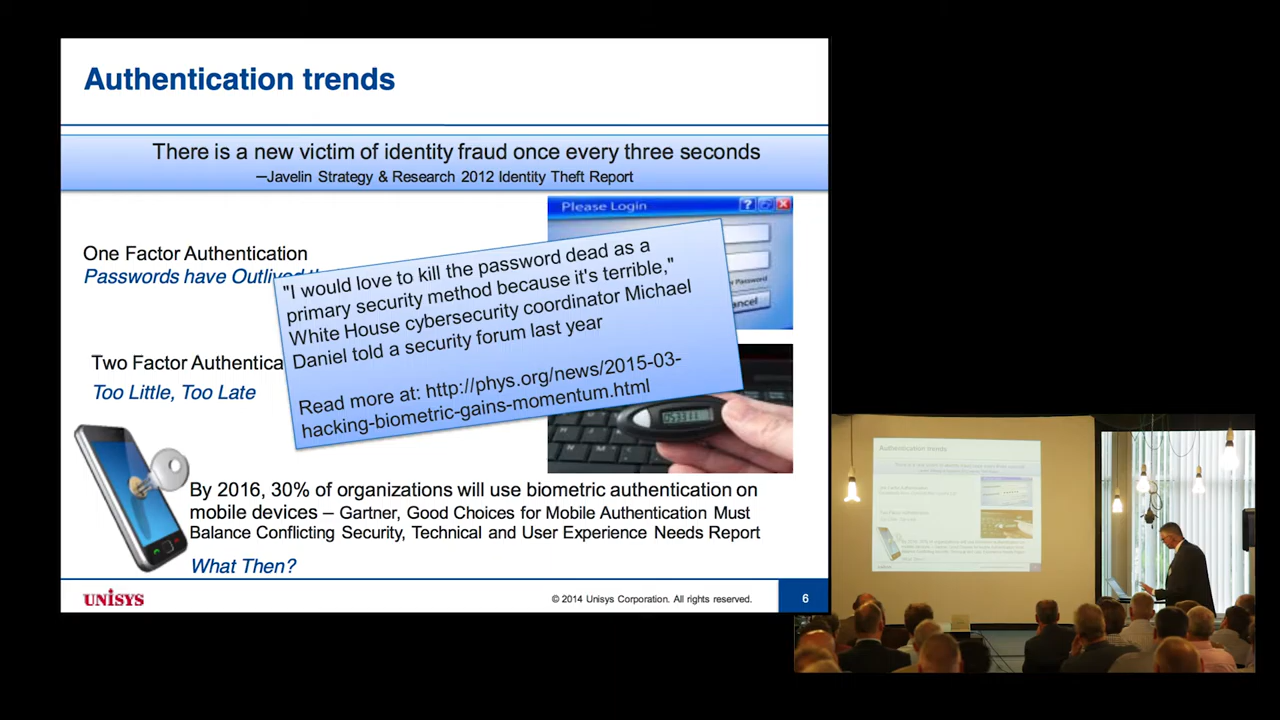 Authentication trends
There is a new victim of identity fraud once every three seconds
—Javelin Strategy & Research 2012 Identity Theft Report
Please Login
One Factor Authentication
Passwords have Outlived
Password
"I would love to kill the password dead as a
primary security method because it's terrible,"
White House cybersecurity coordinator Michael
Daniel told a security forum last year
Read more at: http://phys.org/news/2015-03-
hacking-biometric-gains-momentum.html
Two Factor Authentica
Too Little, Too Late
By 2016, 30% of organizations will use biometric authentication on
mobile devices – Gartner, Good Choices for Mobile Authentication Must
Balance Conflicting Security, Technical and User Experience Needs Report
What Then?
UNISYS
© 2014 Unisys Corporation. All rights reserved.
6
Authentication trends